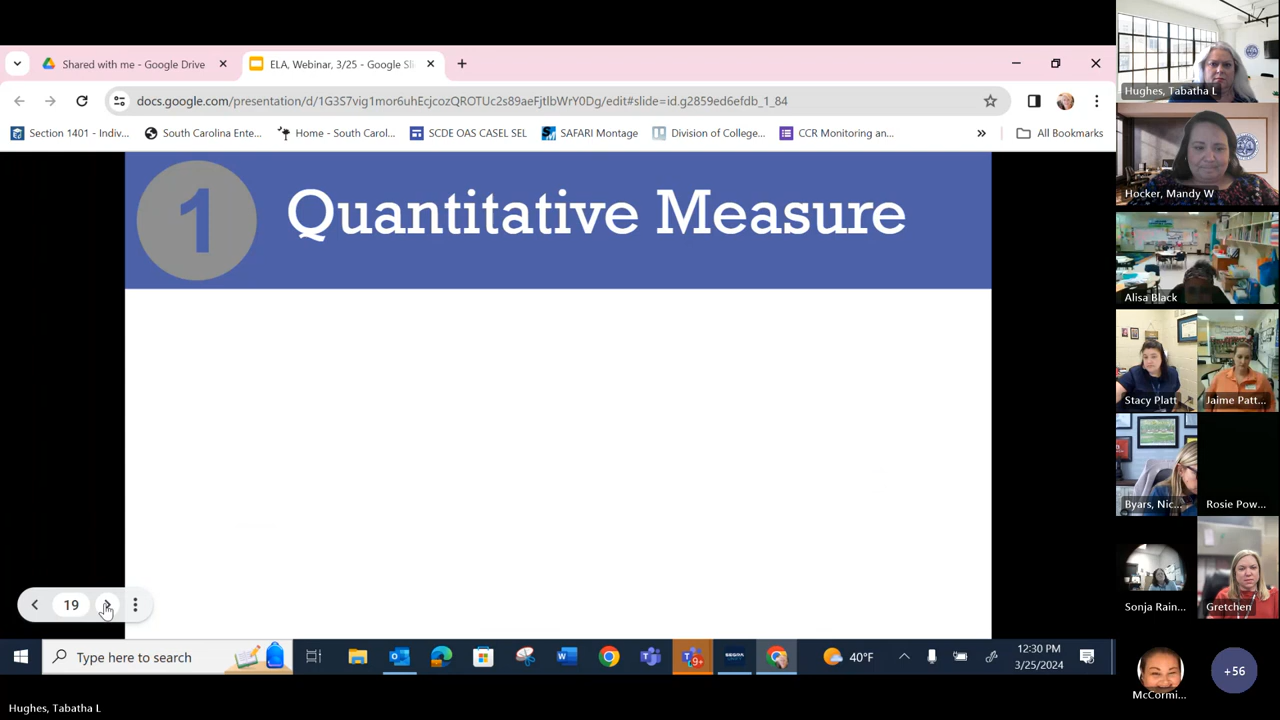 Shared with me - Google Drive
ELA, Webinar, 3/25 - Google Sli
docs.google.com/presentation/d/1G3S7vig1mor6uhEcjcozQROTUc2s89aeFjtIbWrY0Dg/edit#slide=id.g2859ed6efdb_1_84
Section 1401 - Indiv...
South Carolina Ente...
Home - South Carol...
SCDE OAS CASEL SEL
SAFARI Montage
Division of College...
CCR Monitoring an...
»
All Bookmarks
1
Quantitative Measure
19
Type here to search
9+
40°F
12:30 PM
3/25/2024
Hughes, Tabatha L
Hocker, Mandy W
Alisa Black
Stacy Platt
Jaime Patt...
Byars, Nic...
Rosie Pow...
Sonja Rain...
Gretchen
McCormi...
+56
Hughes, Tabatha L